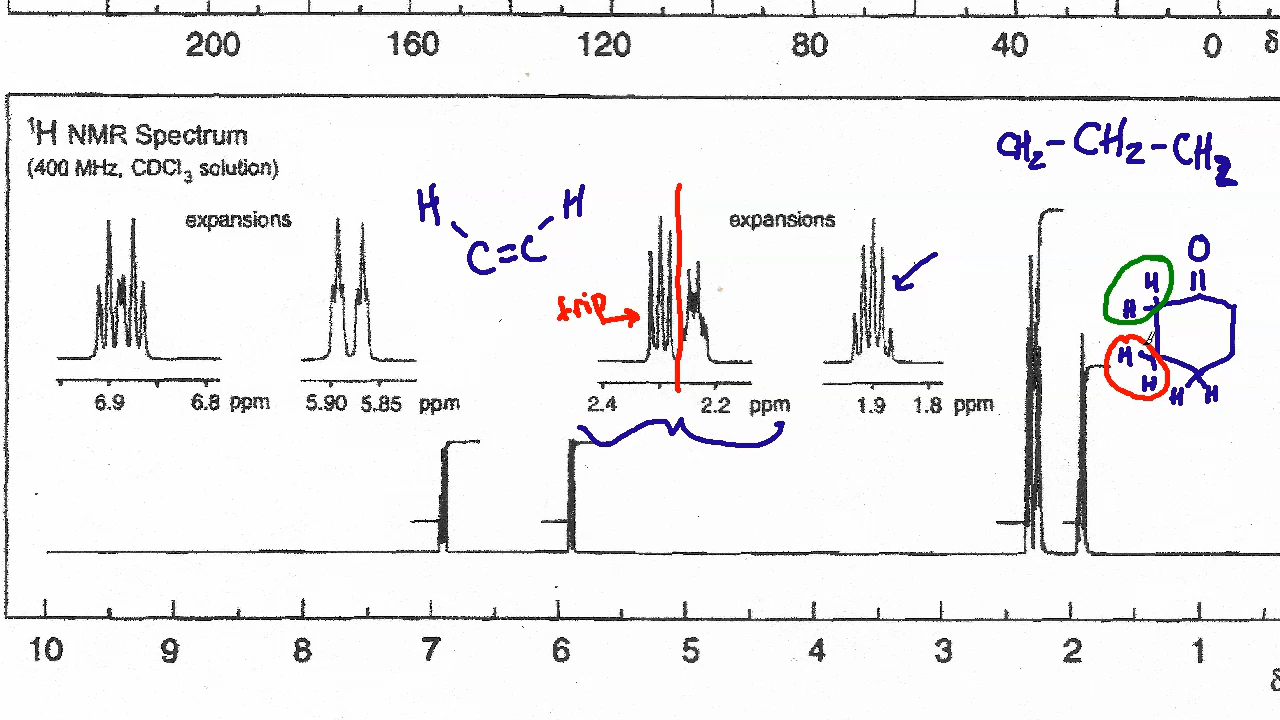 200 160 120 80 40 0 δ
¹H NMR Spectrum
(400 MHz, CDCl₃ solution)
CH₂-CH₂-CH₂
expansions
H H
C=C
expansions
trip
O
H
H
H
H
H H
6.9 6.8 ppm
5.90 5.85 ppm
2.4 2.2 ppm
1.9 1.8 ppm
10 9 8 7 6 5 4 3 2 1
δ